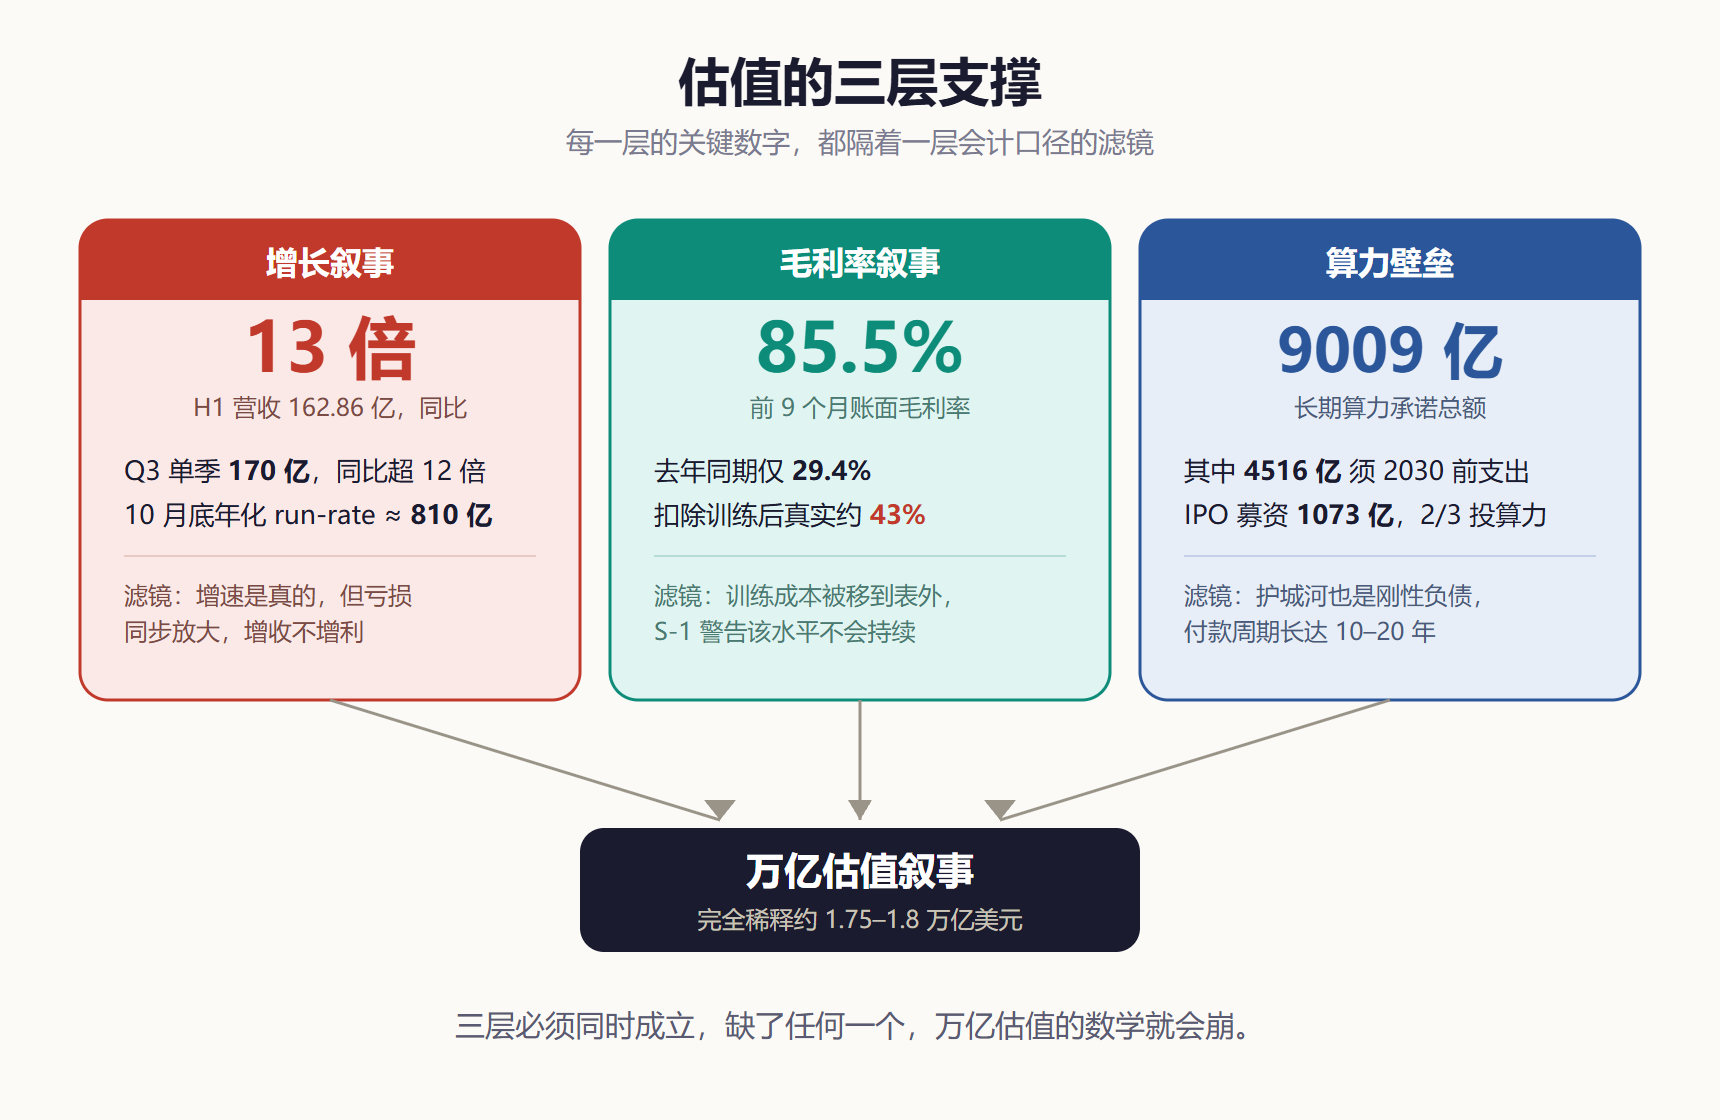 估值的三层支撑
每一层的关键数字，都隔着一层会计口径的滤镜
增长叙事
13 倍
H1 营收 162.86 亿，同比
Q3 单季 170 亿，同比超 12 倍
10 月底年化 run-rate ≈ 810 亿
滤镜：增速是真的，但亏损
同步放大，增收不增利
毛利率叙事
85.5%
前 9 个月账面毛利率
去年同期仅 29.4%
扣除训练后真实约 43%
滤镜：训练成本被移到表外，
S-1 警告该水平不会持续
算力壁垒
9009 亿
长期算力承诺总额
其中 4516 亿 须 2030 前支出
IPO 募资 1073 亿，2/3 投算力
滤镜：护城河也是刚性负债，
付款周期长达 10–20 年
万亿估值叙事
完全稀释约 1.75–1.8 万亿美元
三层必须同时成立，缺了任何一个，万亿估值的数学就会崩。